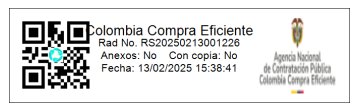 Colombia Compra Eficiente
Rad No. RS20250213001226
Anexos: No Con copia: No
Fecha: 13/02/2025 15:38:41
Agencia Nacional
de Contratación Pública
Colombia Compra Eficiente